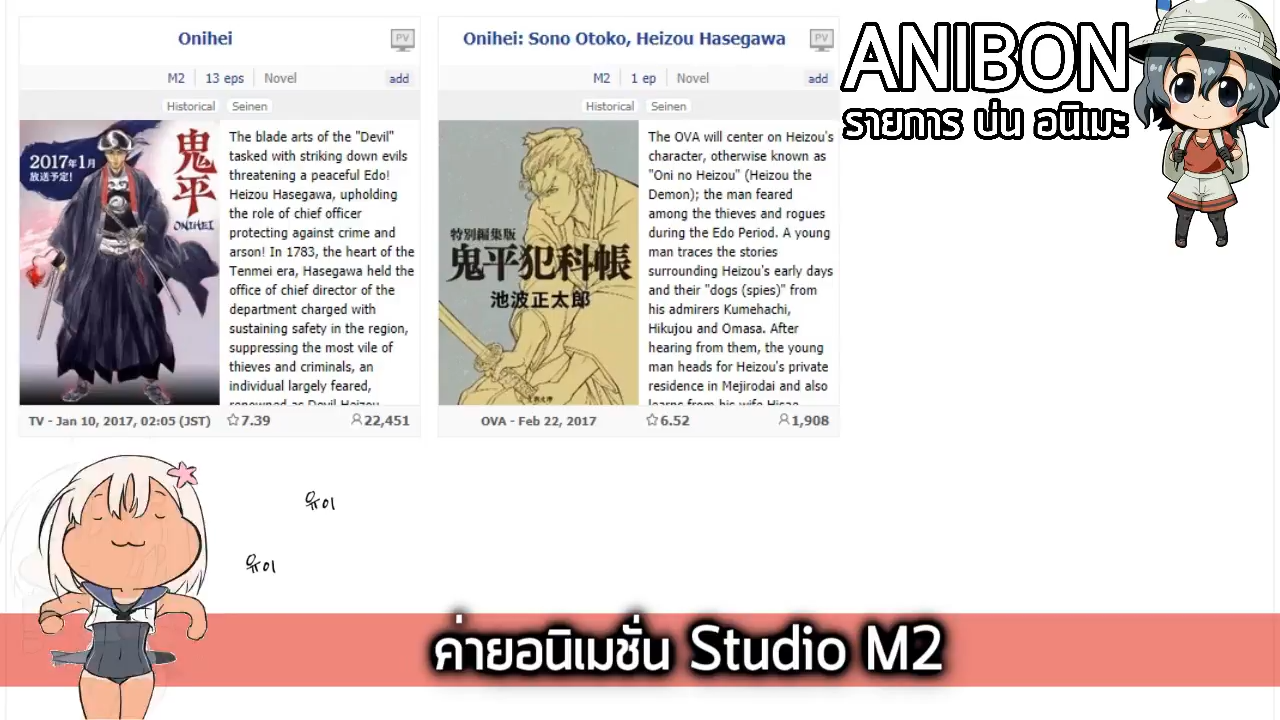 Onihei
PV
M2
13 eps
Novel
add
Historical
Seinen
2017年1月
放送予定!
鬼平
ONIHEI
The blade arts of the "Devil"
tasked with striking down evils
threatening a peaceful Edo!
Heizou Hasegawa, upholding
the role of chief officer
protecting against crime and
arson! In 1783, the heart of the
Tenmei era, Hasegawa held the
office of chief director of the
department charged with
sustaining safety in the region,
suppressing the most vile of
thieves and criminals, an
individual largely feared,
renowned as Devil Heizou
TV - Jan 10, 2017, 02:05 (JST)
7.39
22,451
Onihei: Sono Otoko, Heizou Hasegawa
PV
M2
1 ep
Novel
add
Historical
Seinen
特別編集版
鬼平犯科帳
池波正太郎
The OVA will center on Heizou's
character, otherwise known as
"Oni no Heizou" (Heizou the
Demon); the man feared
among the thieves and rogues
during the Edo Period. A young
man traces the stories
surrounding Heizou's early days
and their "dogs (spies)" from
his admirers Kumehachi,
Hikujou and Omasa. After
hearing from them, the young
man heads for Heizou's private
residence in Mejirodai and also
learns from his wife Hisae
OVA - Feb 22, 2017
6.52
1,908
ANIBON
รายการ บ่น อนิเมะ
유이
유이
ค่ายอนิเมชั่น Studio M2